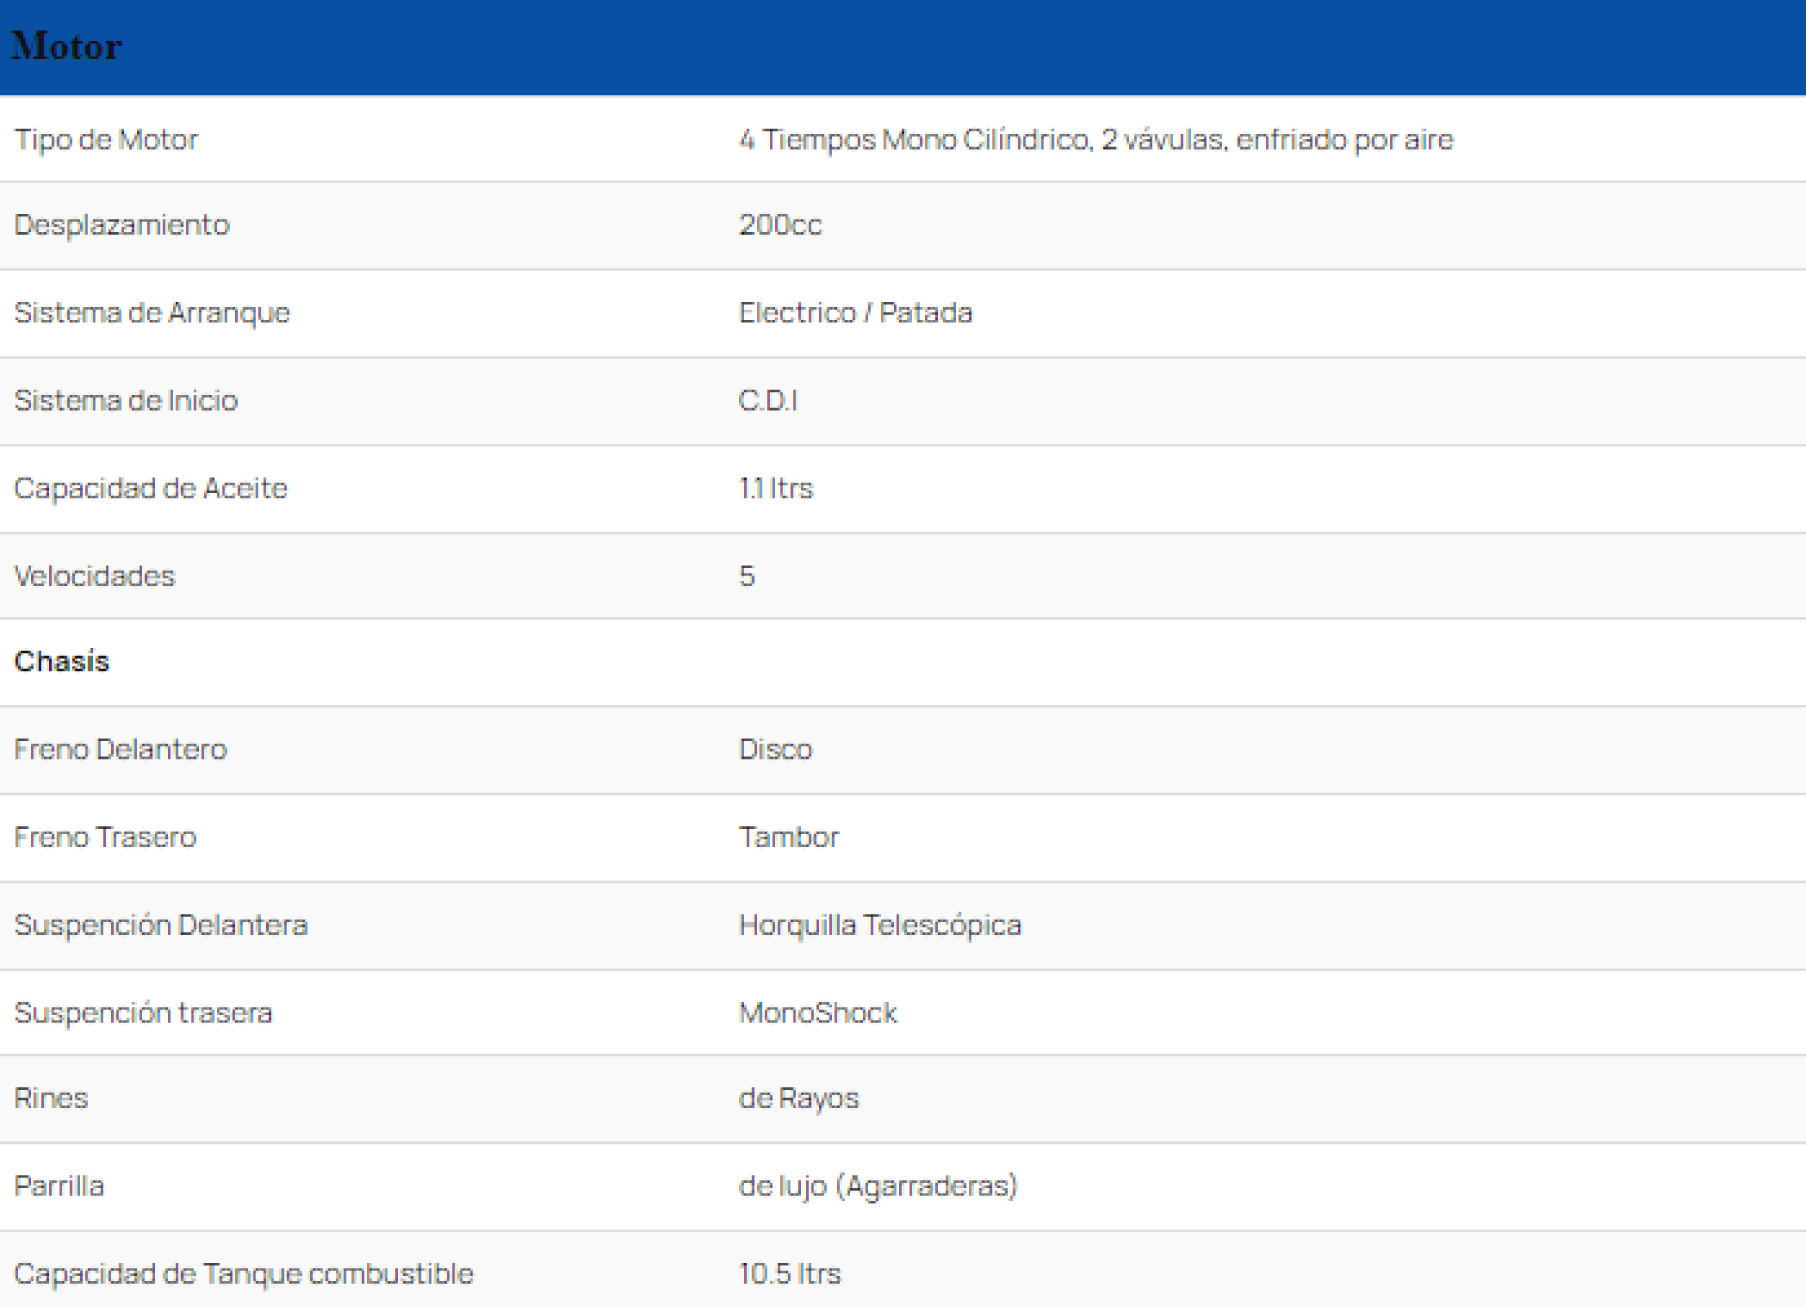 Motor
Tipo de Motor 4 Tiempos Mono Cilíndrico, 2 vávulas, enfriado por aire
Desplazamiento 200cc
Sistema de Arranque Electrico / Patada
Sistema de Inicio C.D.I
Capacidad de Aceite 1.1 ltrs
Velocidades 5
Chasís
Freno Delantero Disco
Freno Trasero Tambor
Suspención Delantera Horquilla Telescópica
Suspención trasera MonoShock
Rines de Rayos
Parrilla de lujo (Agarraderas)
Capacidad de Tanque combustible 10.5 ltrs